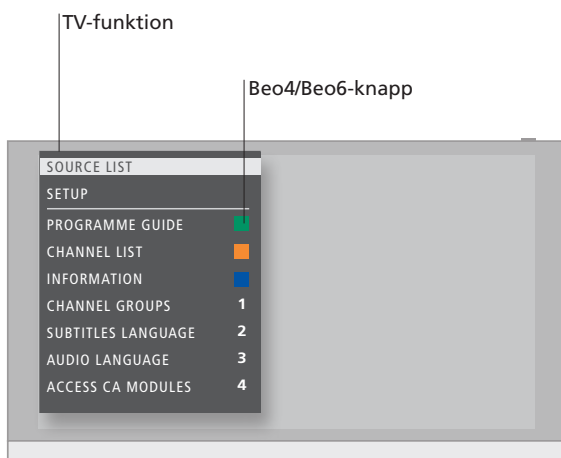 TV-funktion
Beo4/Beo6-knapp
SOURCE LIST
SETUP
PROGRAMME GUIDE
CHANNEL LIST
INFORMATION
CHANNEL GROUPS 1
SUBTITLES LANGUAGE 2
AUDIO LANGUAGE 3
ACCESS CA MODULES 4